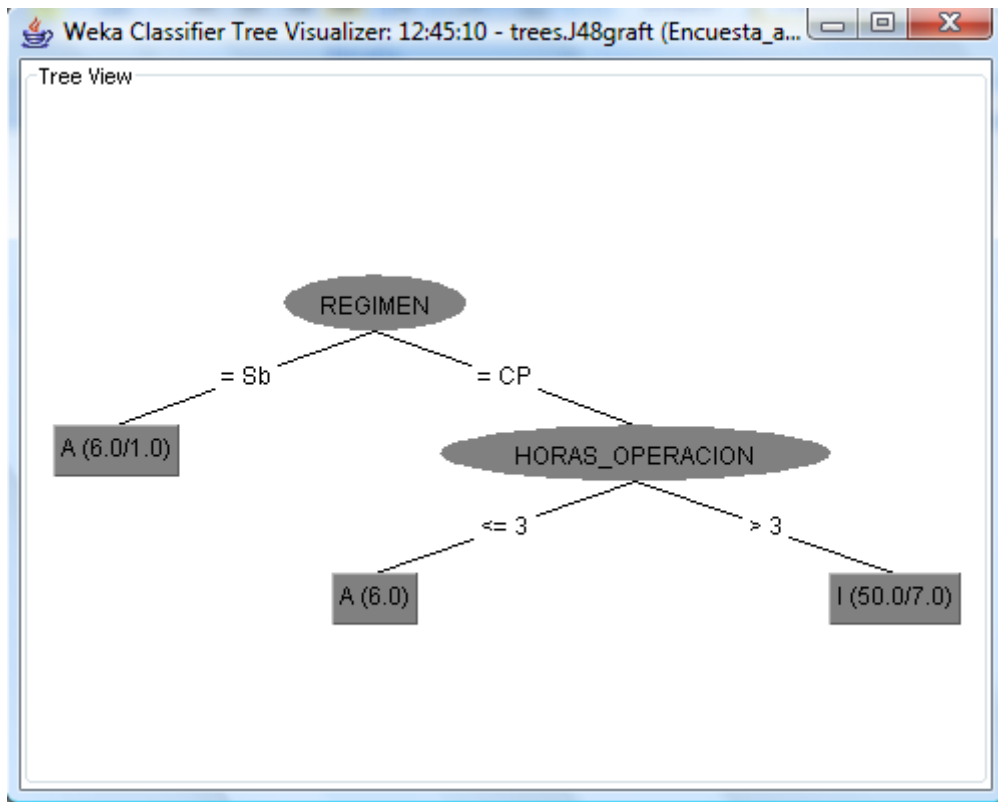 Weka Classifier Tree Visualizer: 12:45:10 - trees.J48graft (Encuesta_a...
Tree View
REGIMEN
= Sb
= CP
A (6.0/1.0)
HORAS_OPERACION
<= 3
> 3
A (6.0)
I (50.0/7.0)